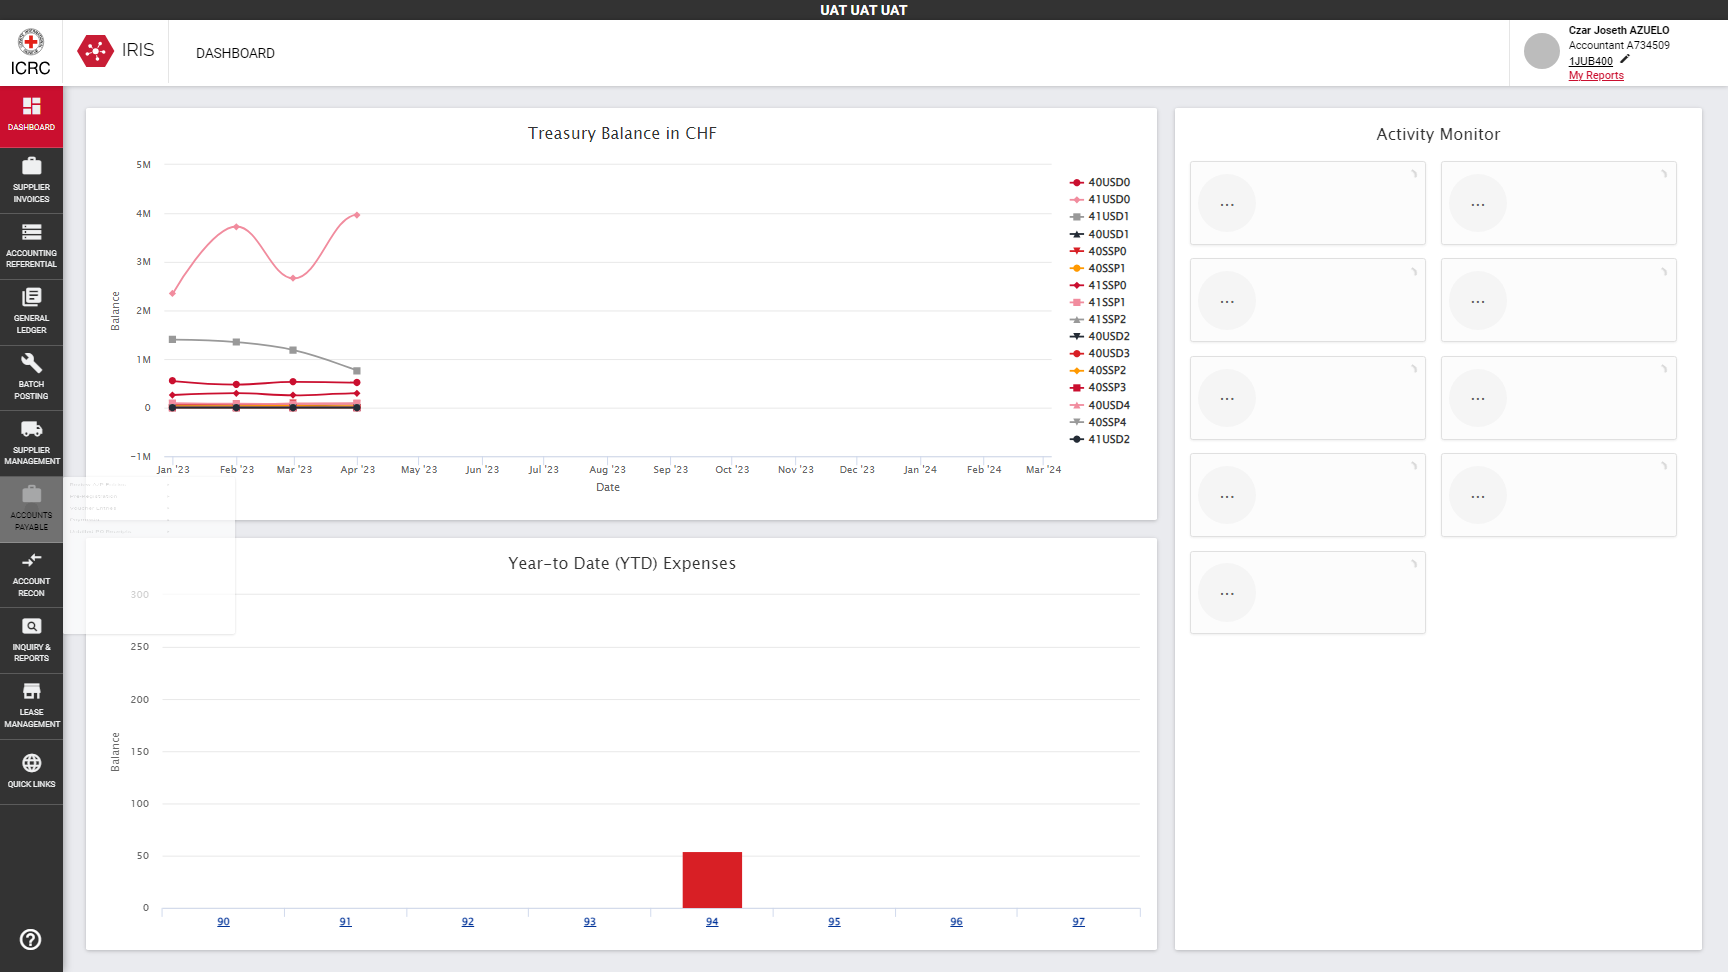 UAT UAT UAT
ICRC
IRIS
DASHBOARD
Czar Joseth AZUELO
Accountant A734509
1JUB400
My Reports
DASHBOARD
SUPPLIER
INVOICES
ACCOUNTING
REFERENTIAL
GENERAL
LEDGER
BATCH
POSTING
SUPPLIER
MANAGEMENT
ACCOUNTS
PAYABLE
ACCOUNT
RECON
INQUIRY &
REPORTS
LEASE
MANAGEMENT
QUICK LINKS
Treasury Balance in CHF
5M
4M
3M
2M
1M
0
−1M
Balance
Jan '23 Feb '23 Mar '23 Apr '23 May '23 Jun '23 Jul '23 Aug '23 Sep '23 Oct '23 Nov '23 Dec '23 Jan '24 Feb '24 Mar '24
Date
40USD0
41USD0
41USD1
40USD1
40SSP0
40SSP1
41SSP0
41SSP1
41SSP2
40USD2
40USD3
40SSP2
40SSP3
40USD4
40SSP4
41USD2
Year-to Date (YTD) Expenses
300
250
200
150
100
50
0
Balance
90 91 92 93 94 95 96 97
Activity Monitor
... ...
... ...
... ...
... ...
...